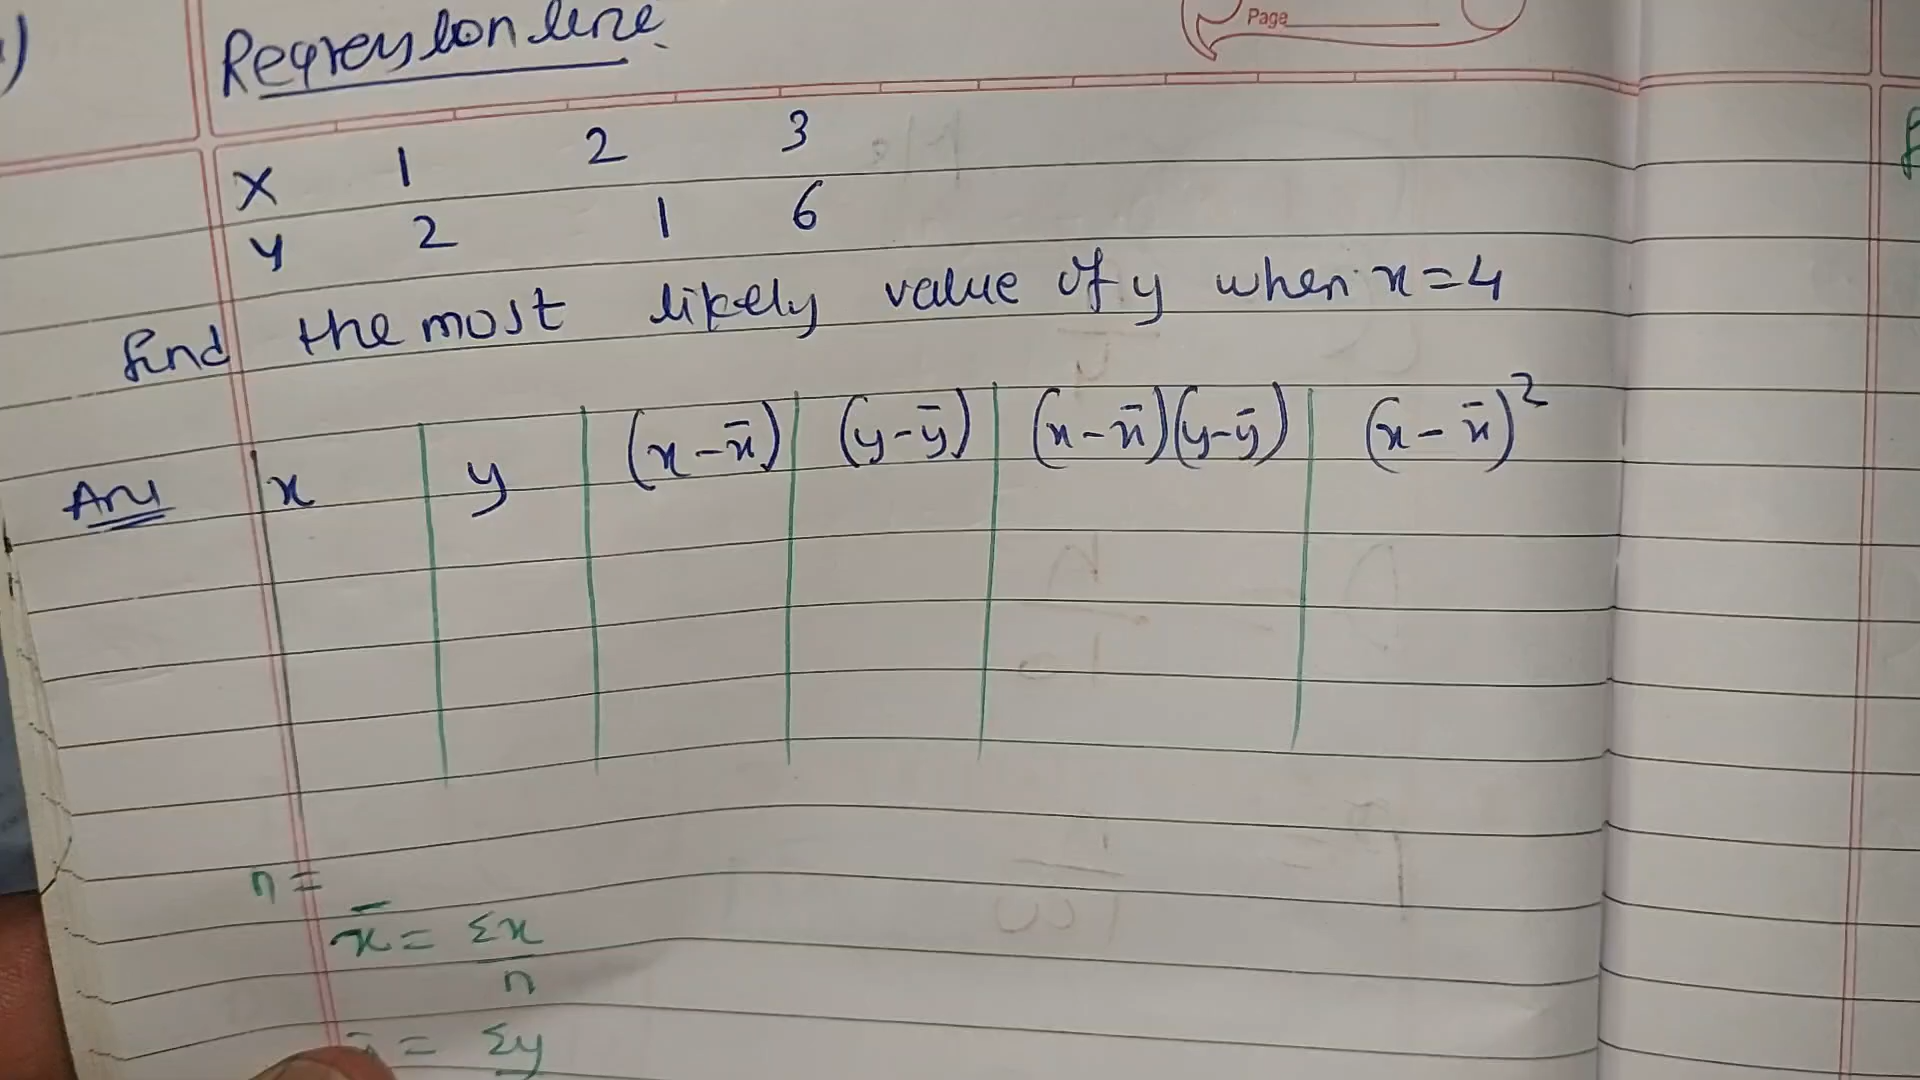 Page
Regression line
X 1 2 3
y 2 1 6
find the most likely value of y when x=4
Ans x y (x-x̄) (y-ȳ) (x-x̄)(y-ȳ) (x-x̄)²
n =
x̄ = Σx
n
= Σy